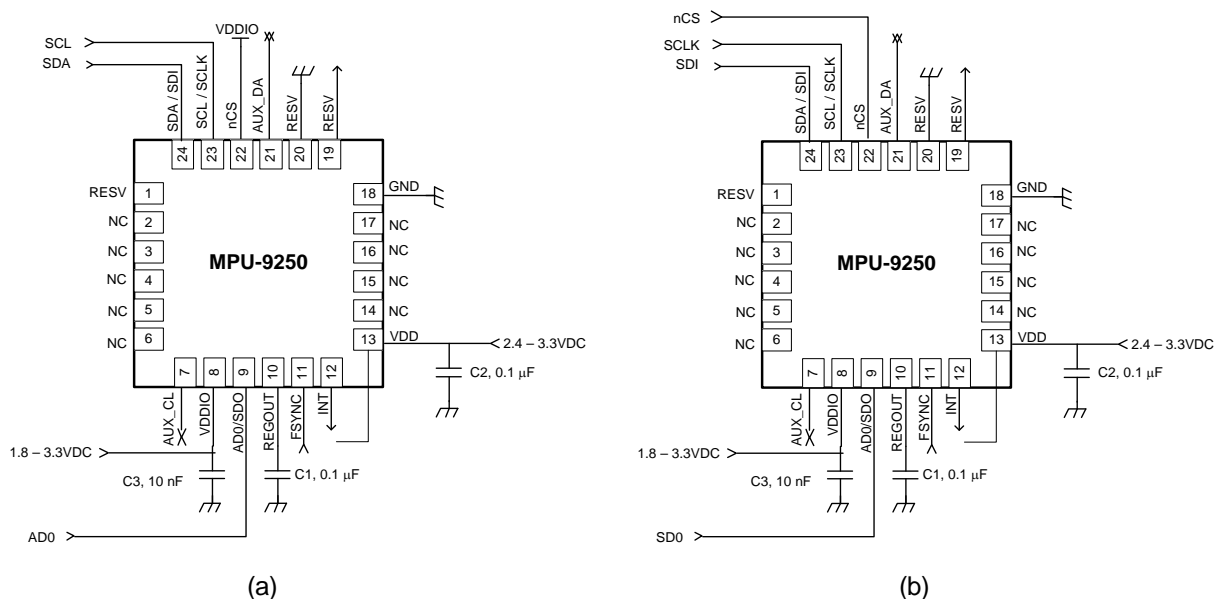 VDDIO
SCL
SDA
SDA / SDI
SCL / SCLK
nCS
AUX_DA
RESV
RESV
24
23
22
21
20
19
RESV
1
NC
2
NC
3
NC
4
NC
5
NC
6
MPU-9250
18
GND
17
NC
16
NC
15
NC
14
NC
13
VDD
2.4 – 3.3VDC
C2, 0.1 μF
7
8
9
10
11
12
AUX_CL
VDDIO
AD0/SDO
REGOUT
FSYNC
INT
1.8 – 3.3VDC
C3, 10 nF
C1, 0.1 μF
AD0
(a)
nCS
SCLK
SDI
SDA / SDI
SCL / SCLK
nCS
AUX_DA
RESV
RESV
24
23
22
21
20
19
RESV
1
NC
2
NC
3
NC
4
NC
5
NC
6
MPU-9250
18
GND
17
NC
16
NC
15
NC
14
NC
13
VDD
2.4 – 3.3VDC
C2, 0.1 μF
7
8
9
10
11
12
AUX_CL
VDDIO
AD0/SDO
REGOUT
FSYNC
INT
1.8 – 3.3VDC
C3, 10 nF
C1, 0.1 μF
SD0
(b)